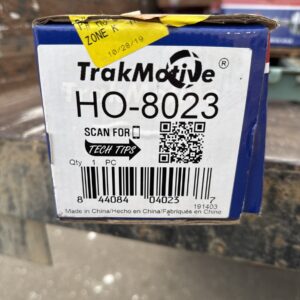 ZONE K
10/28/19
TrakMotive®
HO-8023
SCAN FOR
TECH TIPS
Qty 1 PC
8 44084 04023 7
191403
Made in China/Hecho en China/Fabriqués en Chine